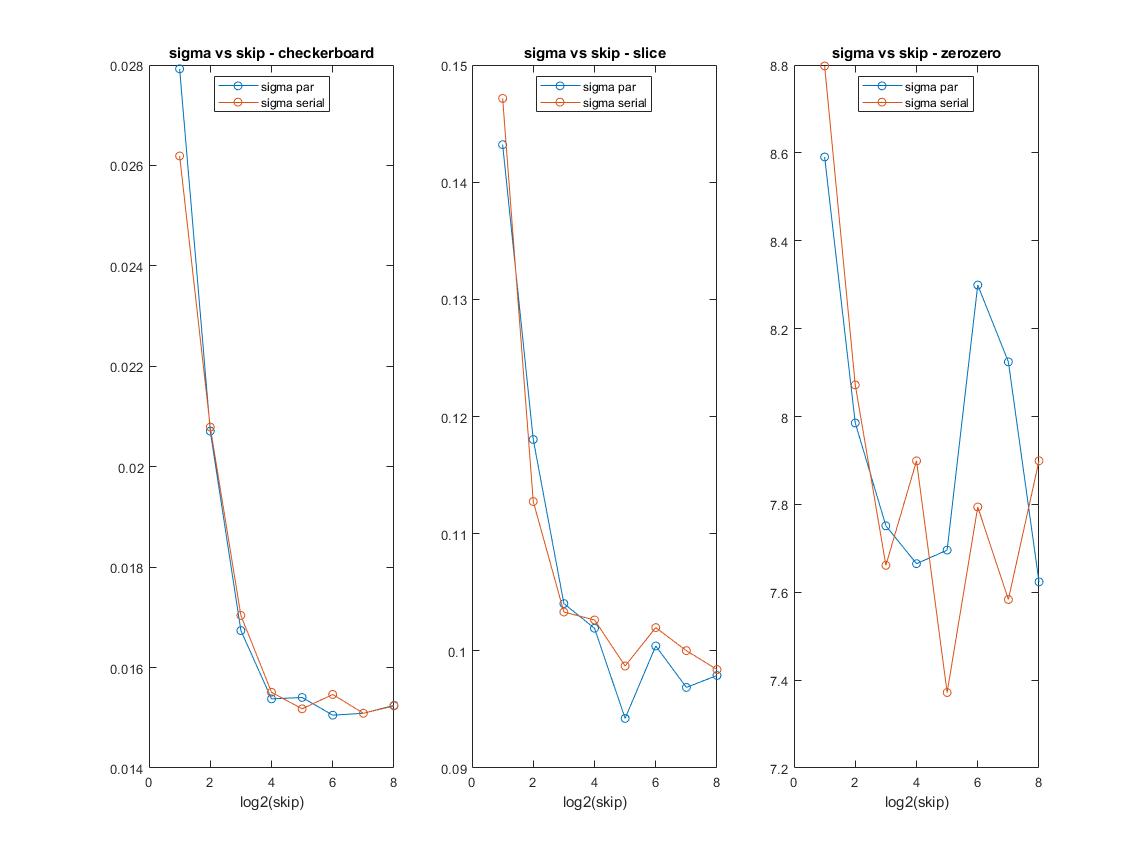 sigma vs skip - checkerboard
0.028
0.026
0.024
0.022
0.02
0.018
0.016
0.014
sigma par
sigma serial
0 2 4 6 8
log2(skip)
sigma vs skip - slice
0.15
0.14
0.13
0.12
0.11
0.1
0.09
sigma par
sigma serial
0 2 4 6 8
log2(skip)
sigma vs skip - zerozero
8.8
8.6
8.4
8.2
8
7.8
7.6
7.4
7.2
sigma par
sigma serial
0 2 4 6 8
log2(skip)